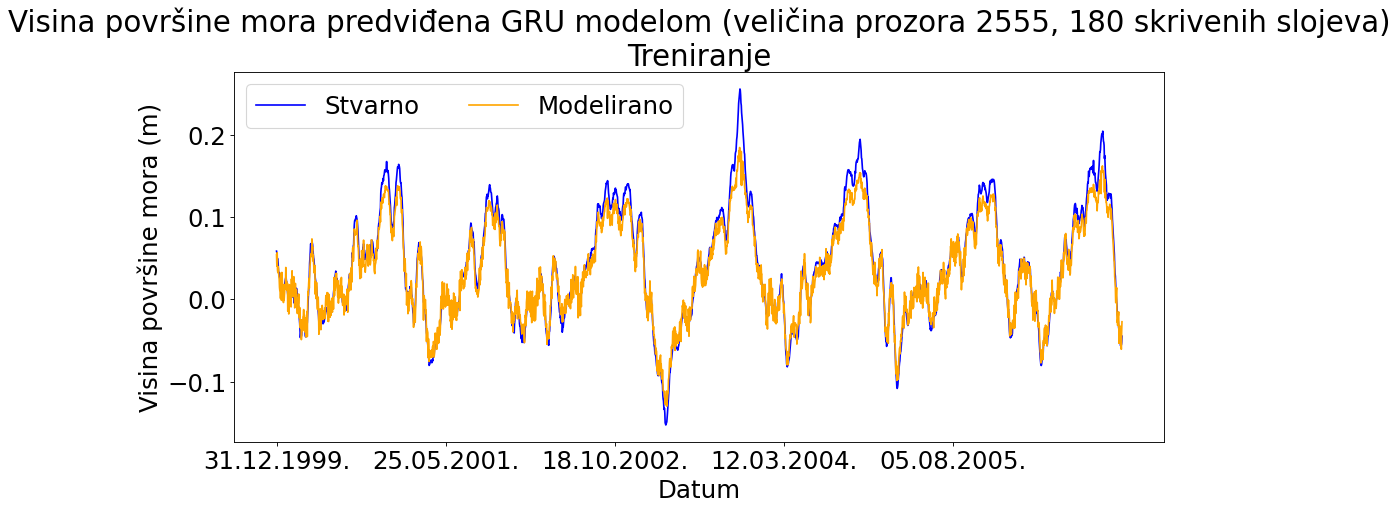 Visina površine mora predviđena GRU modelom (veličina prozora 2555, 180 skrivenih slojeva)
Treniranje
Stvarno Modelirano
Visina površine mora (m)
0.2
0.1
0.0
−0.1
31.12.1999. 25.05.2001. 18.10.2002. 12.03.2004. 05.08.2005.
Datum